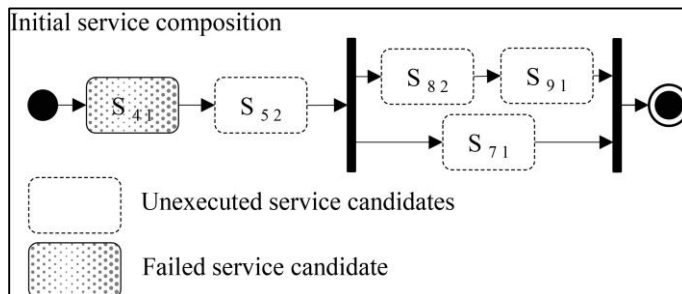 Initial service composition
S 41
S 52
S 82
S 91
S 71
Unexecuted service candidates
Failed service candidate